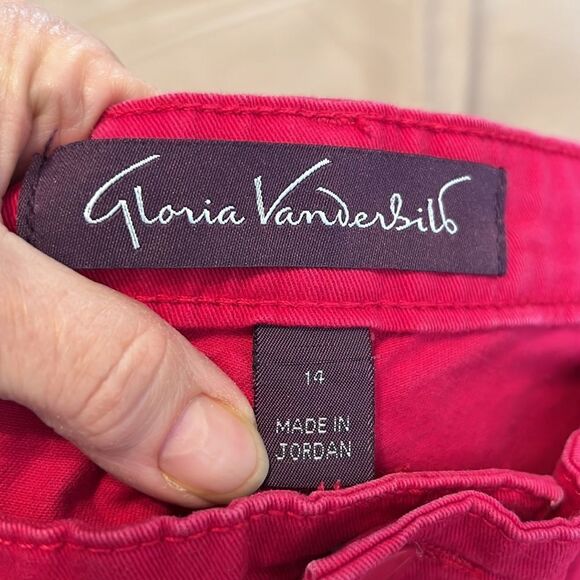 Gloria Vanderbilt
14
MADE IN
JORDAN